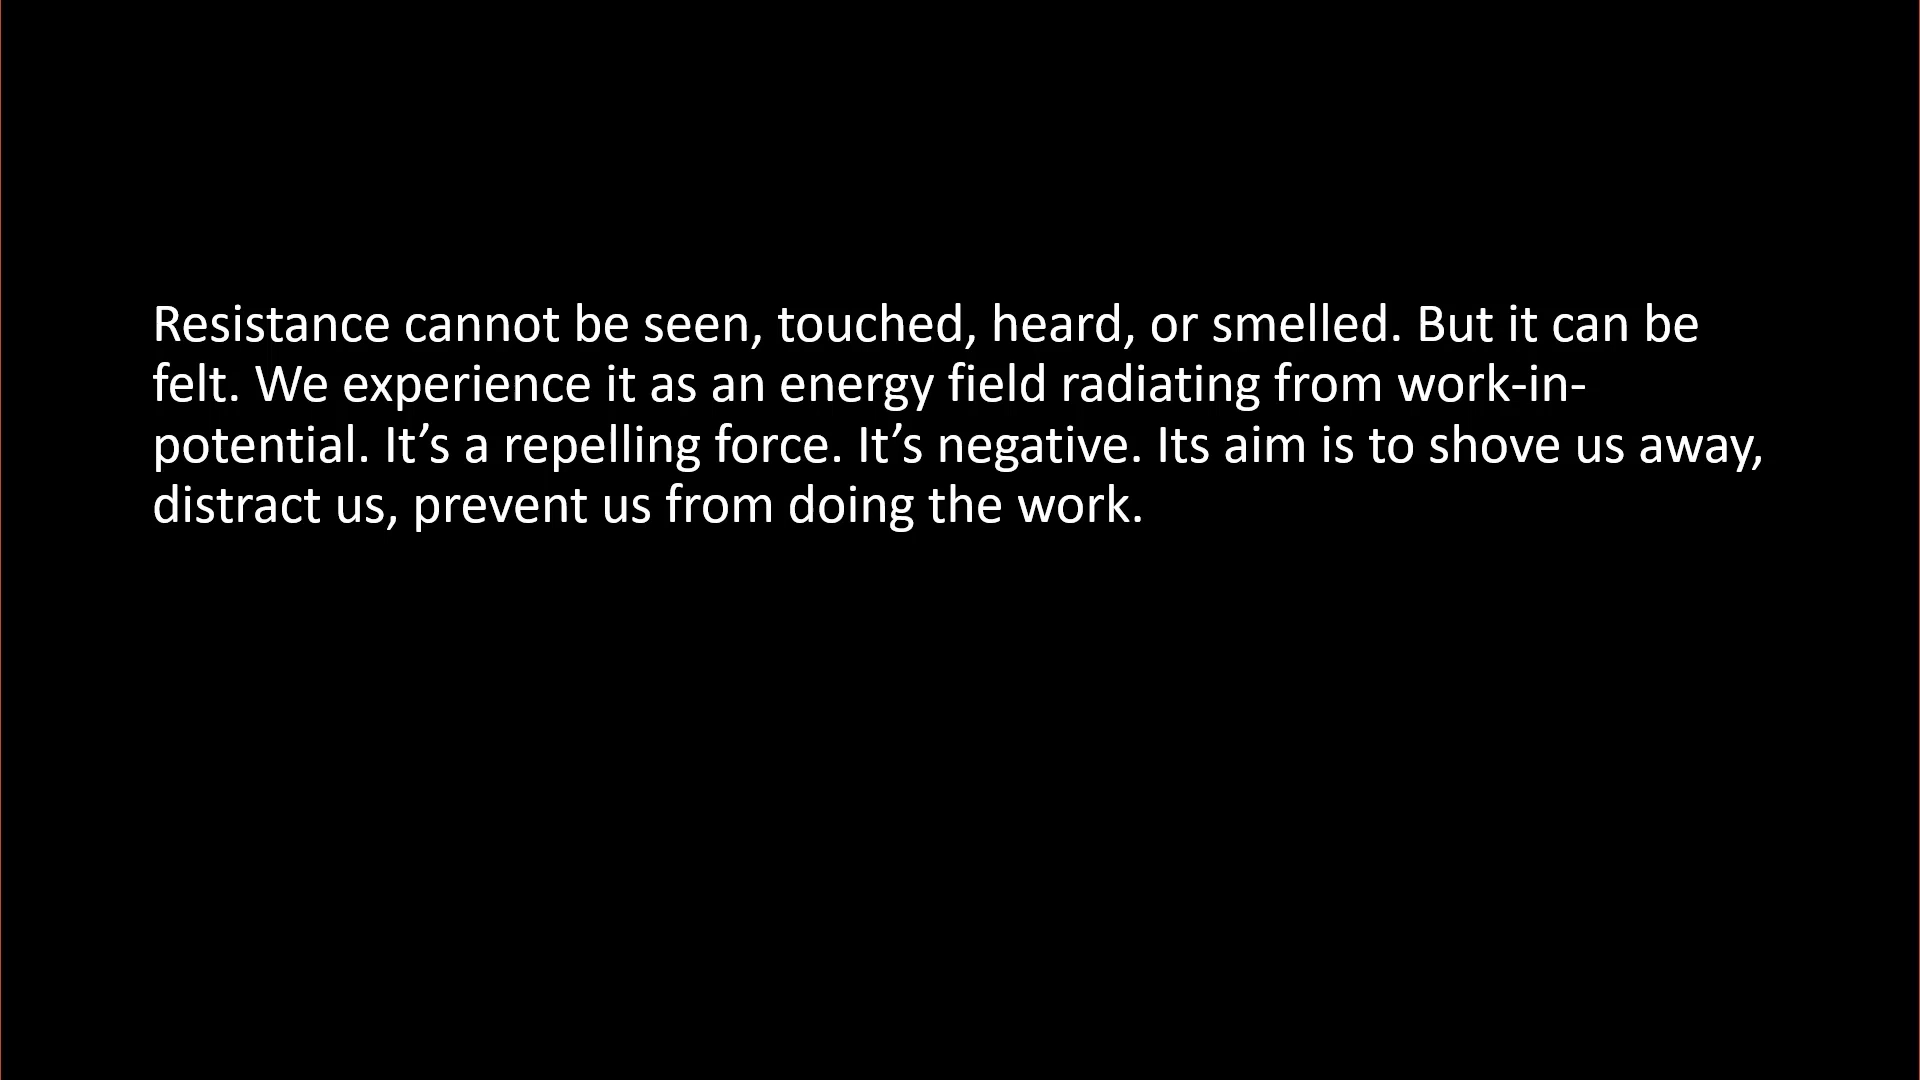 Resistance cannot be seen, touched, heard, or smelled. But it can be
felt. We experience it as an energy field radiating from work-in-
potential. It’s a repelling force. It’s negative. Its aim is to shove us away,
distract us, prevent us from doing the work.